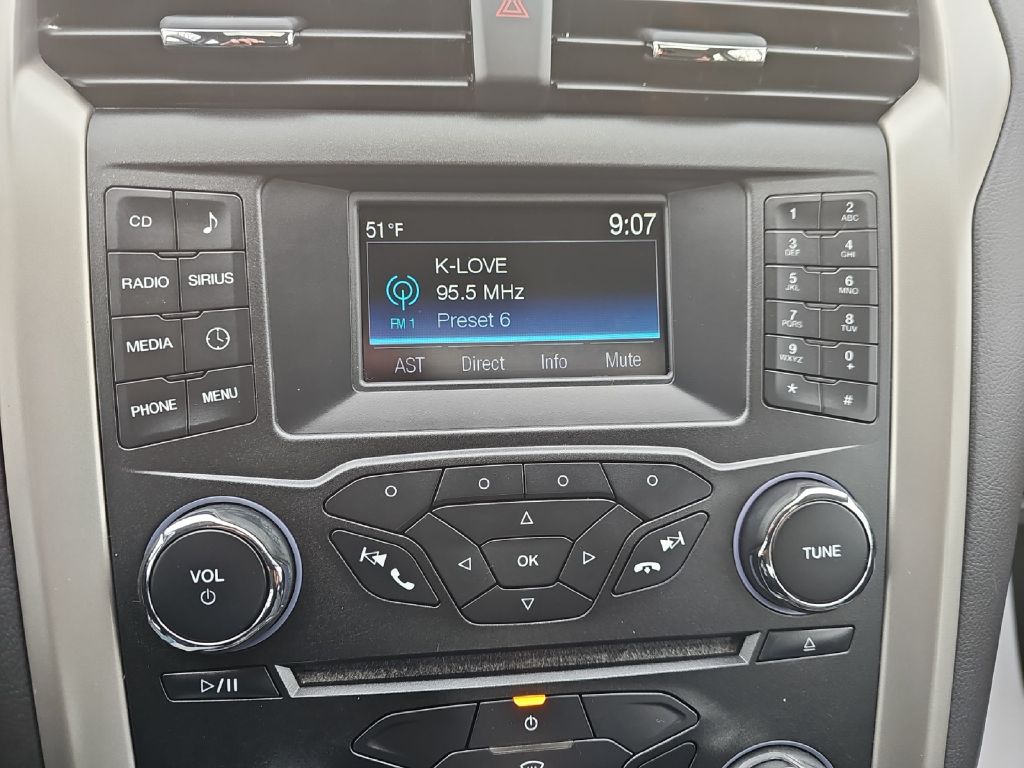 51°F 9:07
K-LOVE
95.5 MHz
FM 1 Preset 6
AST Direct Info Mute
CD
RADIO SIRIUS
MEDIA
PHONE MENU
1 2 ABC
3 DEF 4 GHI
5 JKL 6 MNO
7 PQRS 8 TUV
9 WXYZ 0 +
* #
VOL
OK
TUNE